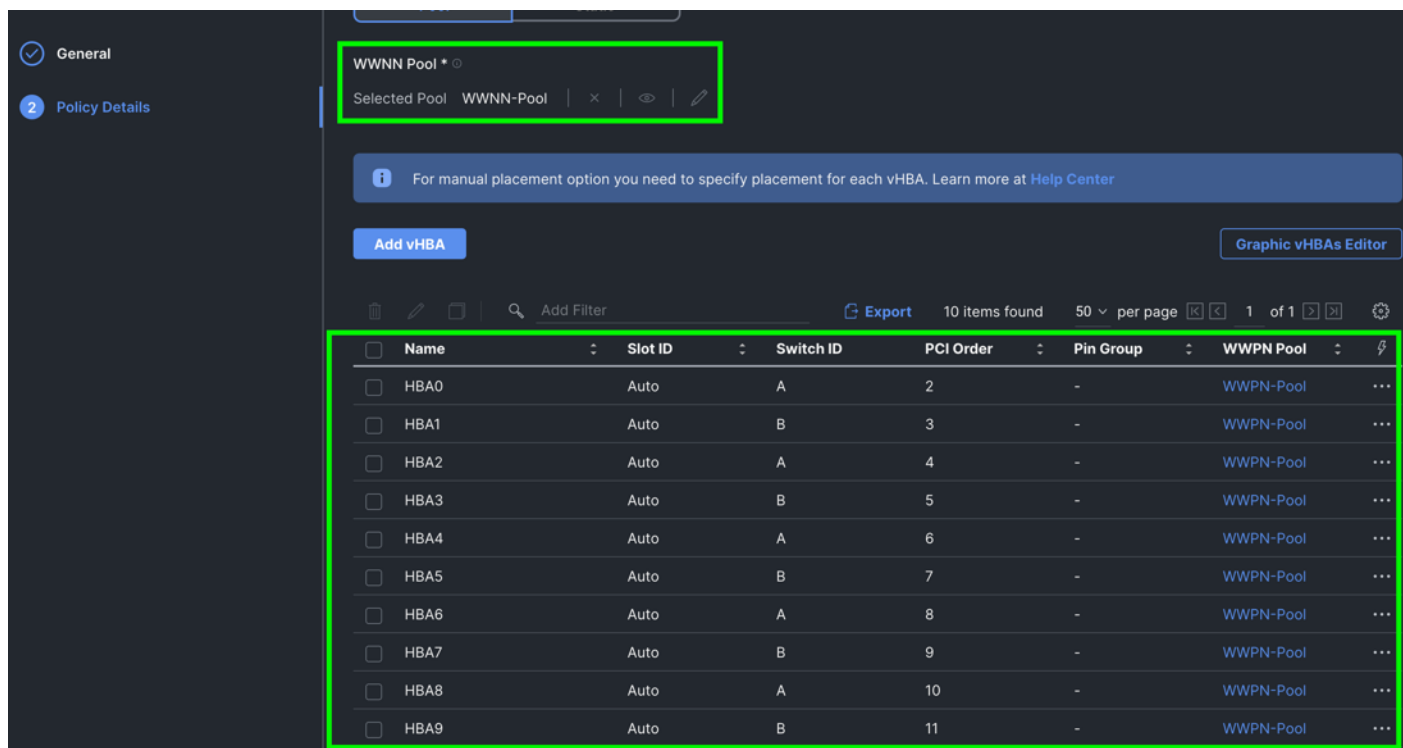 General
2 Policy Details
WWNN Pool *
Selected Pool WWNN-Pool
For manual placement option you need to specify placement for each vHBA. Learn more at Help Center
Add vHBA
Graphic vHBAs Editor
Add Filter
Export 10 items found 50 per page 1 of 1
Name Slot ID Switch ID PCI Order Pin Group WWPN Pool
HBA0 Auto A 2 - WWPN-Pool
HBA1 Auto B 3 - WWPN-Pool
HBA2 Auto A 4 - WWPN-Pool
HBA3 Auto B 5 - WWPN-Pool
HBA4 Auto A 6 - WWPN-Pool
HBA5 Auto B 7 - WWPN-Pool
HBA6 Auto A 8 - WWPN-Pool
HBA7 Auto B 9 - WWPN-Pool
HBA8 Auto A 10 - WWPN-Pool
HBA9 Auto B 11 - WWPN-Pool